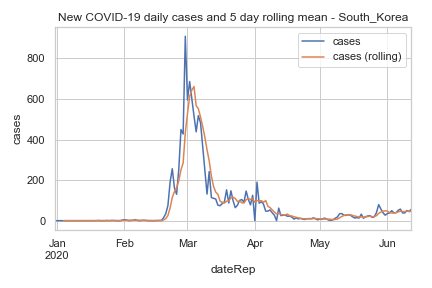 New COVID-19 daily cases and 5 day rolling mean - South_Korea
cases
cases (rolling)
800
600
400
200
0
cases
Jan Feb Mar Apr May Jun
2020
dateRep